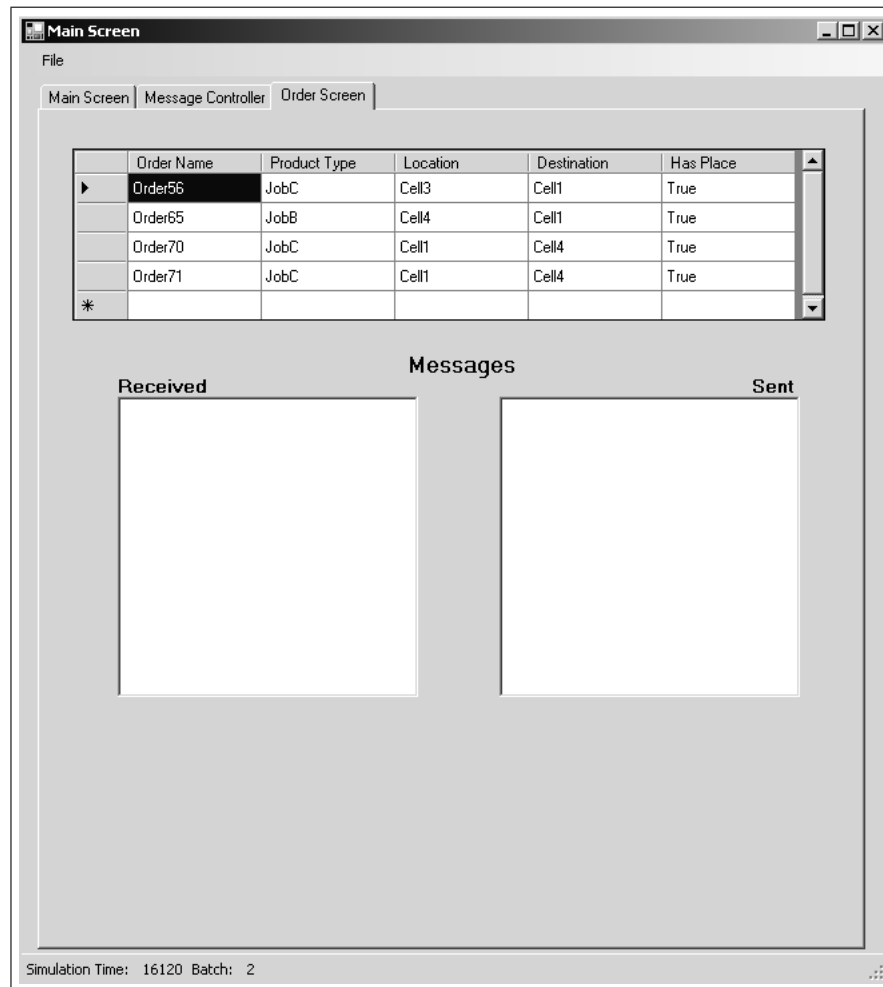 Main Screen
File
Main Screen Message Controller Order Screen
Order Name Product Type Location Destination Has Place
Order56 JobC Cell3 Cell1 True
Order65 JobB Cell4 Cell1 True
Order70 JobC Cell1 Cell4 True
Order71 JobC Cell1 Cell4 True
Messages
Received Sent
Simulation Time: 16120 Batch: 2